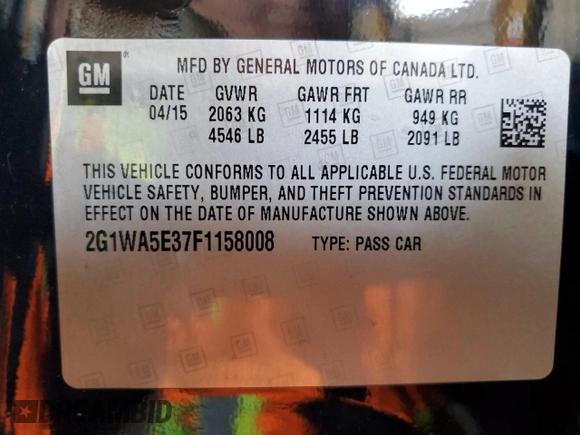 GM ® MFD BY GENERAL MOTORS OF CANADA LTD.
DATE GVWR GAWR FRT GAWR RR
04/15 2063 KG 1114 KG 949 KG
4546 LB 2455 LB 2091 LB
THIS VEHICLE CONFORMS TO ALL APPLICABLE U.S. FEDERAL MOTOR
VEHICLE SAFETY, BUMPER, AND THEFT PREVENTION STANDARDS IN
EFFECT ON THE DATE OF MANUFACTURE SHOWN ABOVE.
2G1WA5E37F1158008 TYPE: PASS CAR
DREAMBID